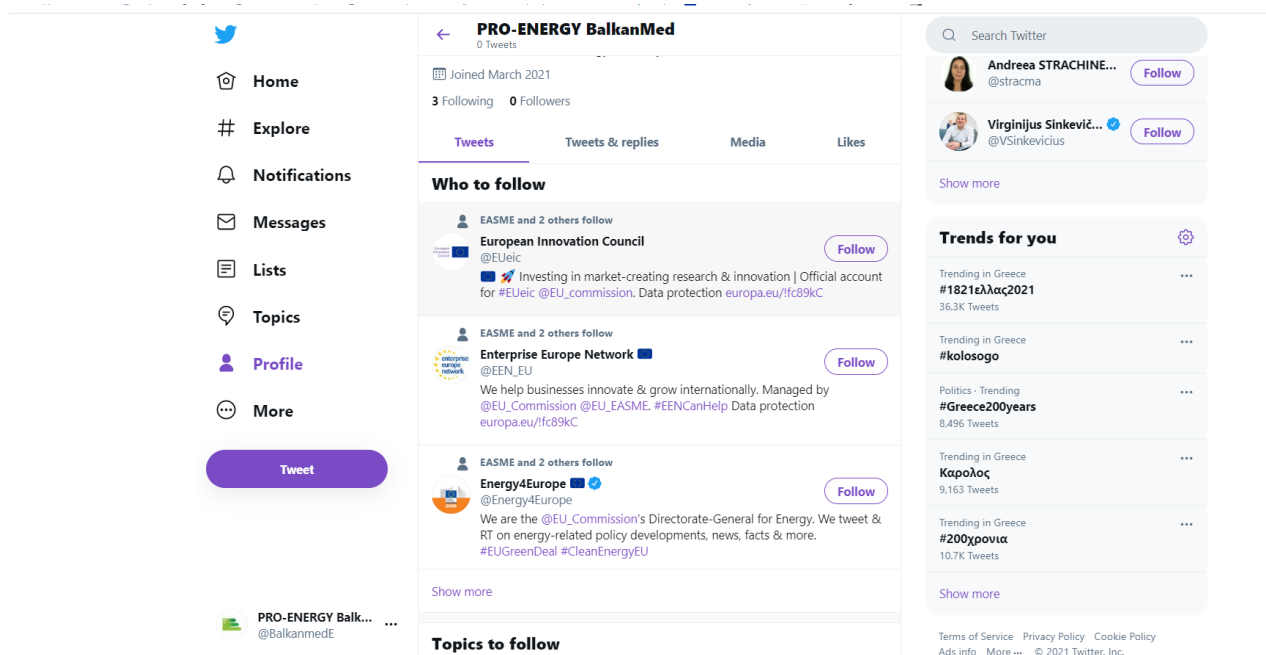 PRO-ENERGY BalkanMed
0 Tweets
Joined March 2021
3 Following 0 Followers
Tweets Tweets & replies Media Likes
Home
Explore
Notifications
Messages
Lists
Topics
Profile
More
Tweet
PRO-ENERGY Balk...
@BalkanmedE
Who to follow
EASME and 2 others follow
European Innovation Council
@EUeic
Follow
Investing in market-creating research & innovation | Official account
for #EUeic @EU_commission. Data protection europa.eu/!fc89kC
EASME and 2 others follow
Enterprise Europe Network
@EEN_EU
Follow
We help businesses innovate & grow internationally. Managed by
@EU_Commission @EU_EASME. #EENCanHelp Data protection
europa.eu/!fc89kC
EASME and 2 others follow
Energy4Europe
@Energy4Europe
Follow
We are the @EU_Commission's Directorate-General for Energy. We tweet &
RT on energy-related policy developments, news, facts & more.
#EUGreenDeal #CleanEnergyEU
Show more
Topics to follow
Search Twitter
Andreea STRACHINE...
@stracma
Follow
Virginijus Sinkevič...
@VSinkevicius
Follow
Show more
Trends for you
Trending in Greece
#1821ελλας2021
36,3K Tweets
Trending in Greece
#kolosogo
Politics · Trending
#Greece200years
8,496 Tweets
Trending in Greece
Καρολος
9,163 Tweets
Trending in Greece
#200χρονια
10.7K Tweets
Show more
Terms of Service Privacy Policy Cookie Policy
Ads info More ... © 2021 Twitter, Inc.